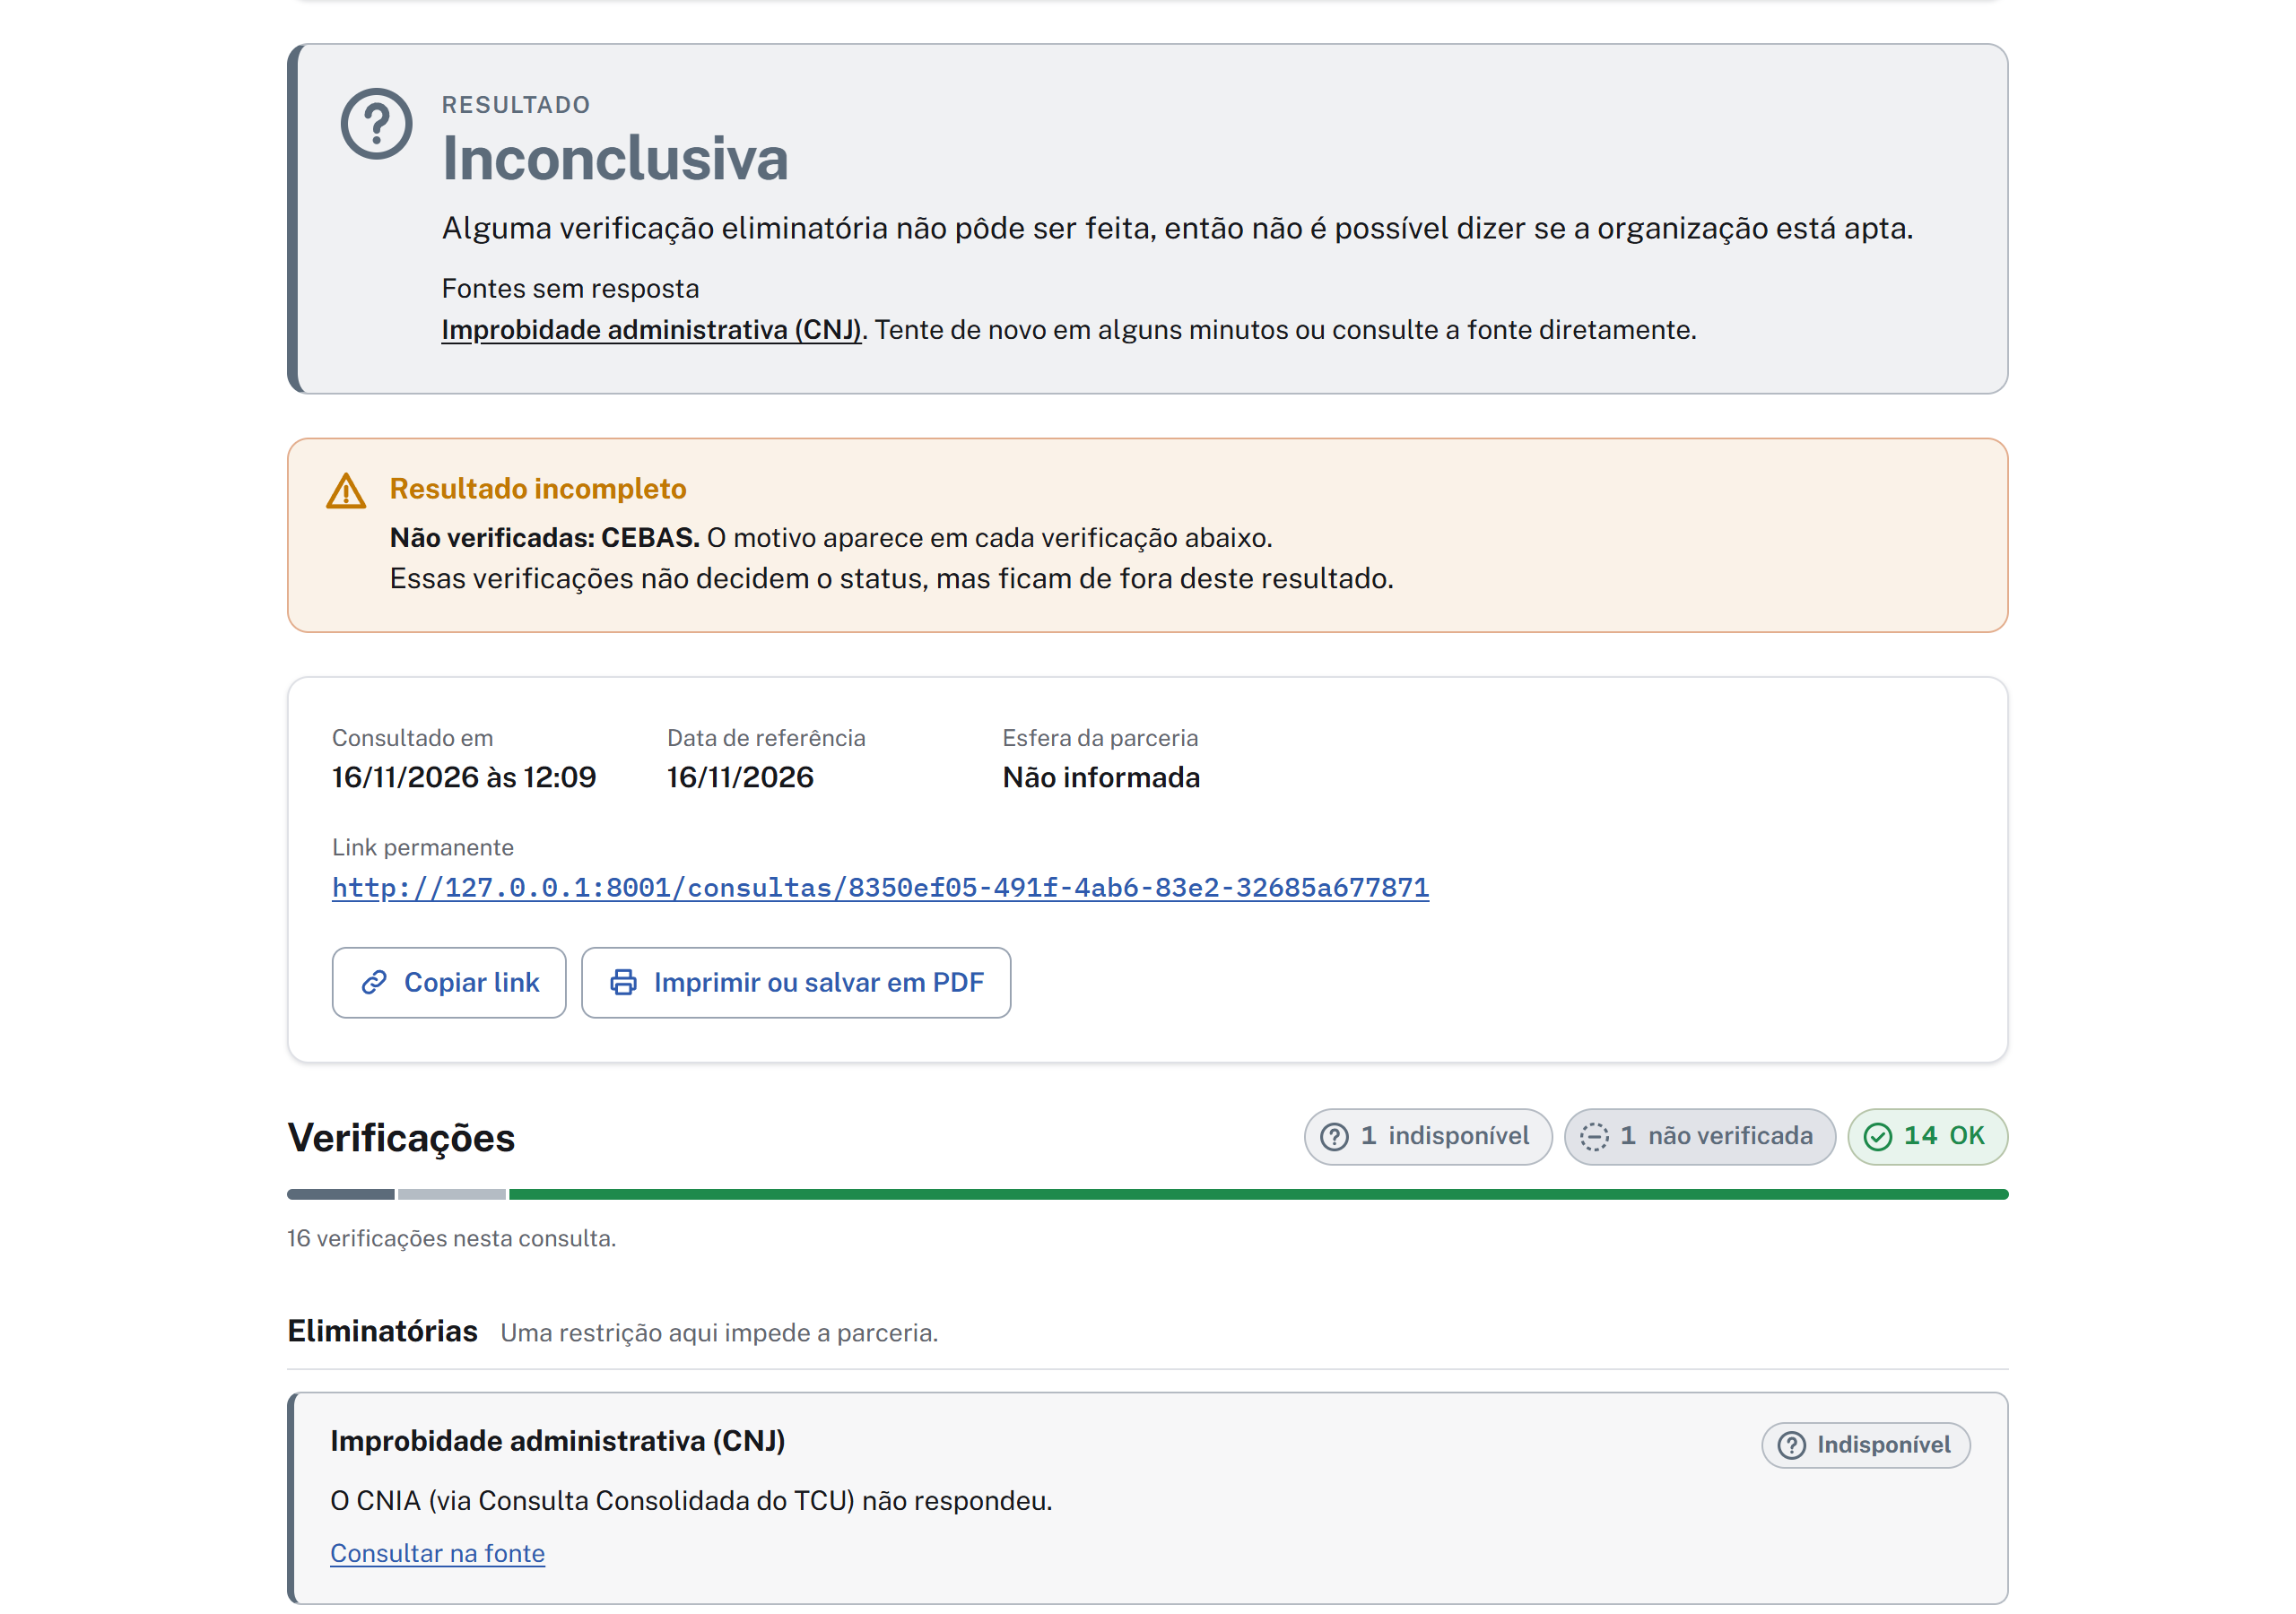 RESULTADO
Inconclusiva
Alguma verificação eliminatória não pôde ser feita, então não é possível dizer se a organização está apta.
Fontes sem resposta
Improbidade administrativa (CNJ). Tente de novo em alguns minutos ou consulte a fonte diretamente.
Resultado incompleto
Não verificadas: CEBAS. O motivo aparece em cada verificação abaixo.
Essas verificações não decidem o status, mas ficam de fora deste resultado.
Consultado em
16/11/2026 às 12:09
Data de referência
16/11/2026
Esfera da parceria
Não informada
Link permanente
http://127.0.0.1:8001/consultas/8350ef05-491f-4ab6-83e2-32685a677871
Copiar link
Imprimir ou salvar em PDF
Verificações
1 indisponível
1 não verificada
14 OK
16 verificações nesta consulta.
Eliminatórias Uma restrição aqui impede a parceria.
Improbidade administrativa (CNJ)
Indisponível
O CNIA (via Consulta Consolidada do TCU) não respondeu.
Consultar na fonte